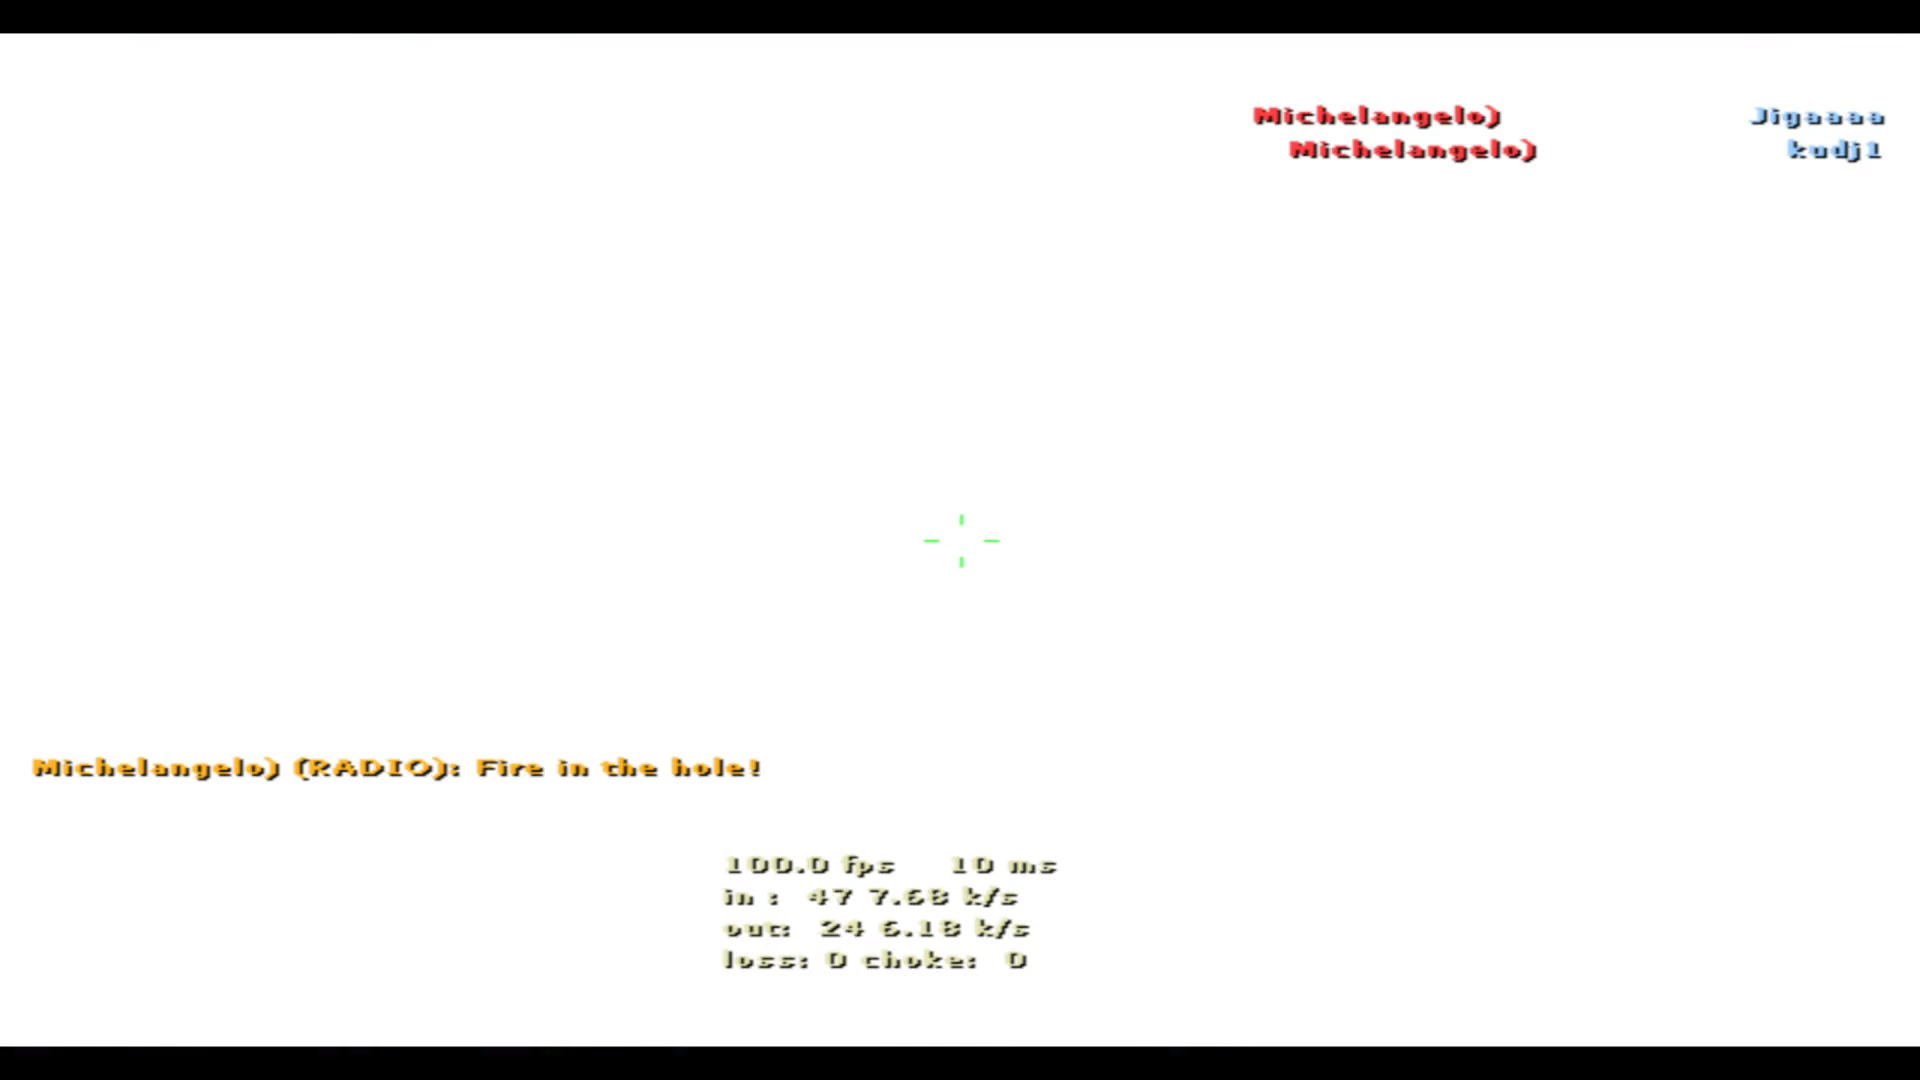 Michelangelo) Jigaaaa
Michelangelo) kudj1
Michelangelo) (RADIO): Fire in the hole!
100.0 fps 10 ms
in : 47 7.68 k/s
out: 24 6.18 k/s
loss: 0 choke: 0